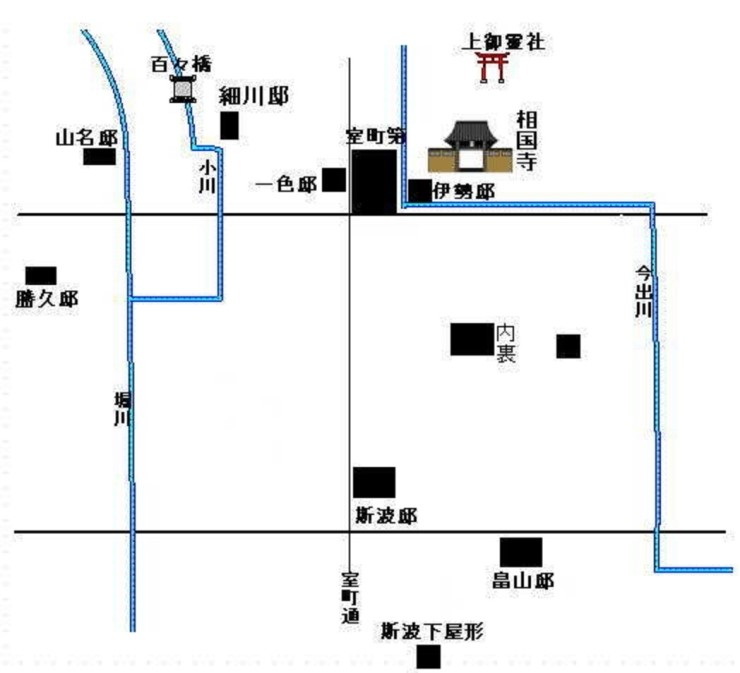 上御霊社
百々橋
細川邸
相国寺
山名邸
室町第
小川
一色邸
伊勢邸
今出川
勝久邸
内裏
堀川
斯波邸
畠山邸
室町通
斯波下屋形